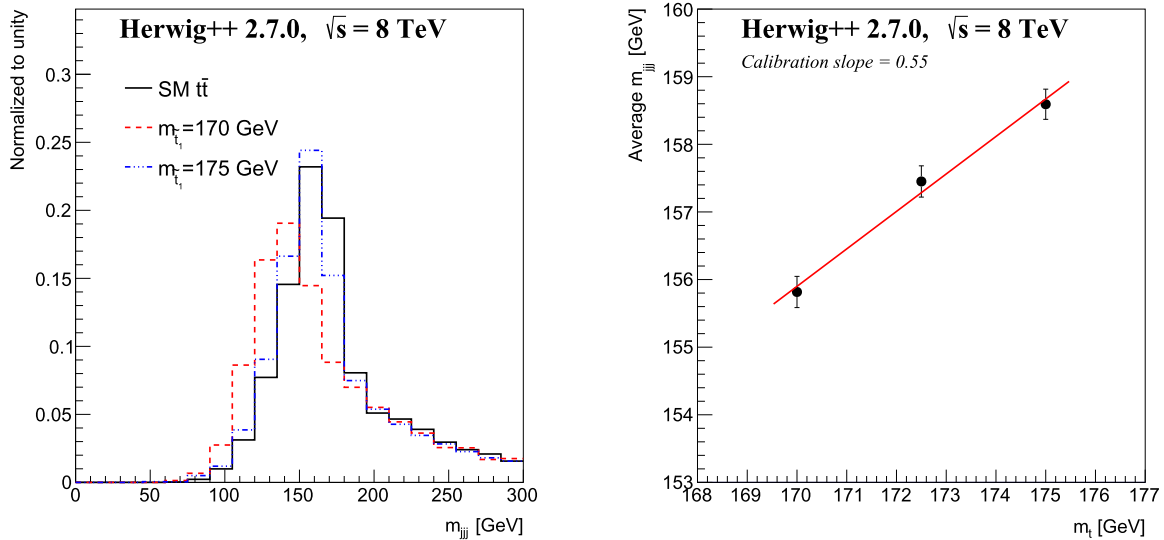 Herwig++ 2.7.0, √s = 8 TeV
Normalized to unity
SM tt̄
m_t̃₁=170 GeV
m_t̃₁=175 GeV
0.3
0.25
0.2
0.15
0.1
0.05
0
0 50 100 150 200 250 300
m_jjj [GeV]
Herwig++ 2.7.0, √s = 8 TeV
Calibration slope = 0.55
Average m_jjj [GeV]
160
159
158
157
156
155
154
153
168 169 170 171 172 173 174 175 176 177
m_t [GeV]